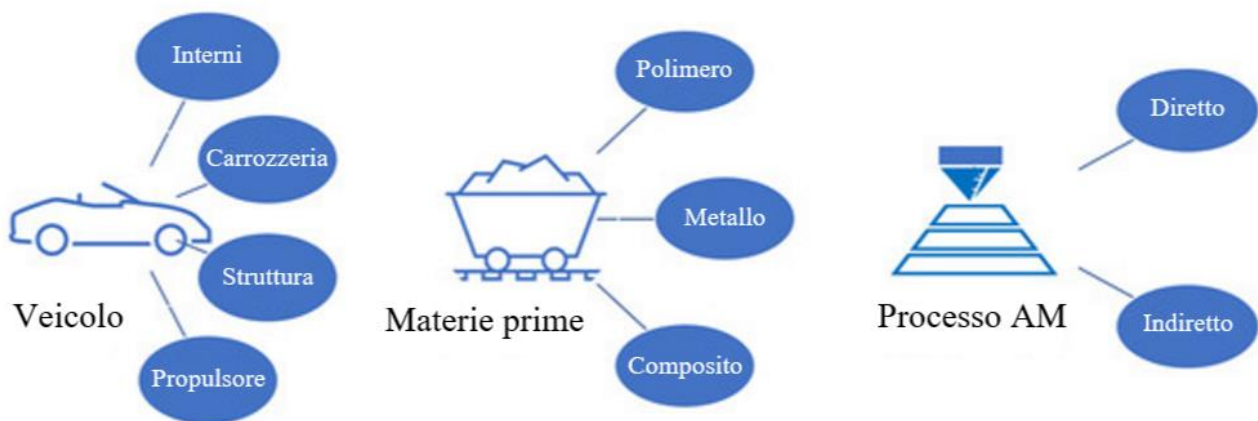 Interni
Carrozzeria
Struttura
Propulsore
Veicolo
Polimero
Metallo
Composito
Materie prime
Diretto
Indiretto
Processo AM